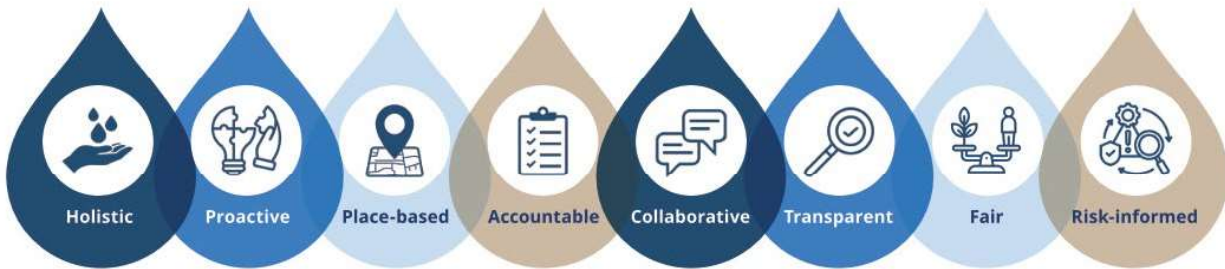 Holistic
Proactive
Place-based
Accountable
Collaborative
Transparent
Fair
Risk-informed